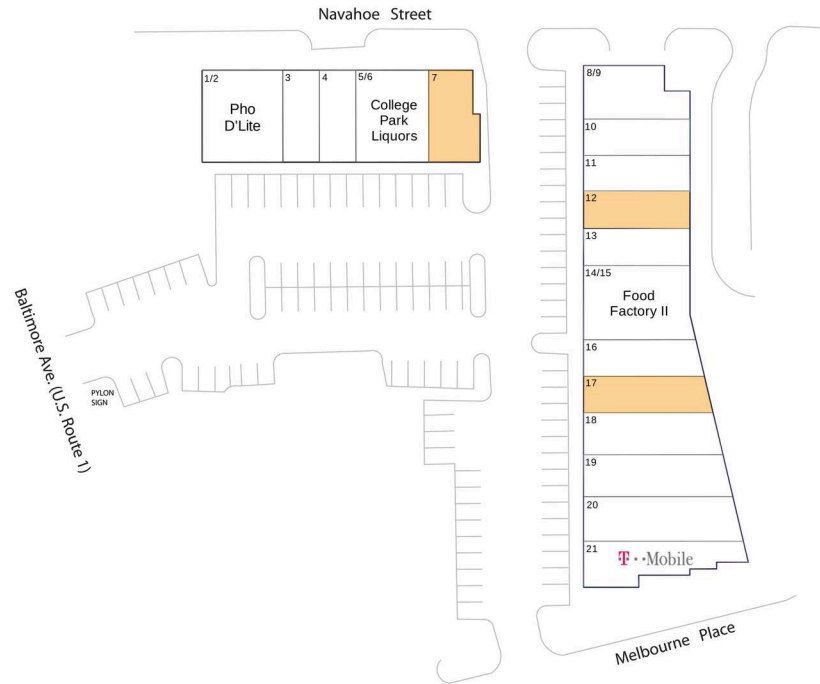 Navahoe Street
1/2
Pho
D'Lite
3
4
5/6
College
Park
Liquors
7
8/9
10
11
12
13
14/15
Food
Factory II
16
17
18
19
20
21
T··Mobile
Baltimore Ave. (U.S. Route 1)
PYLON
SIGN
Melbourne Place